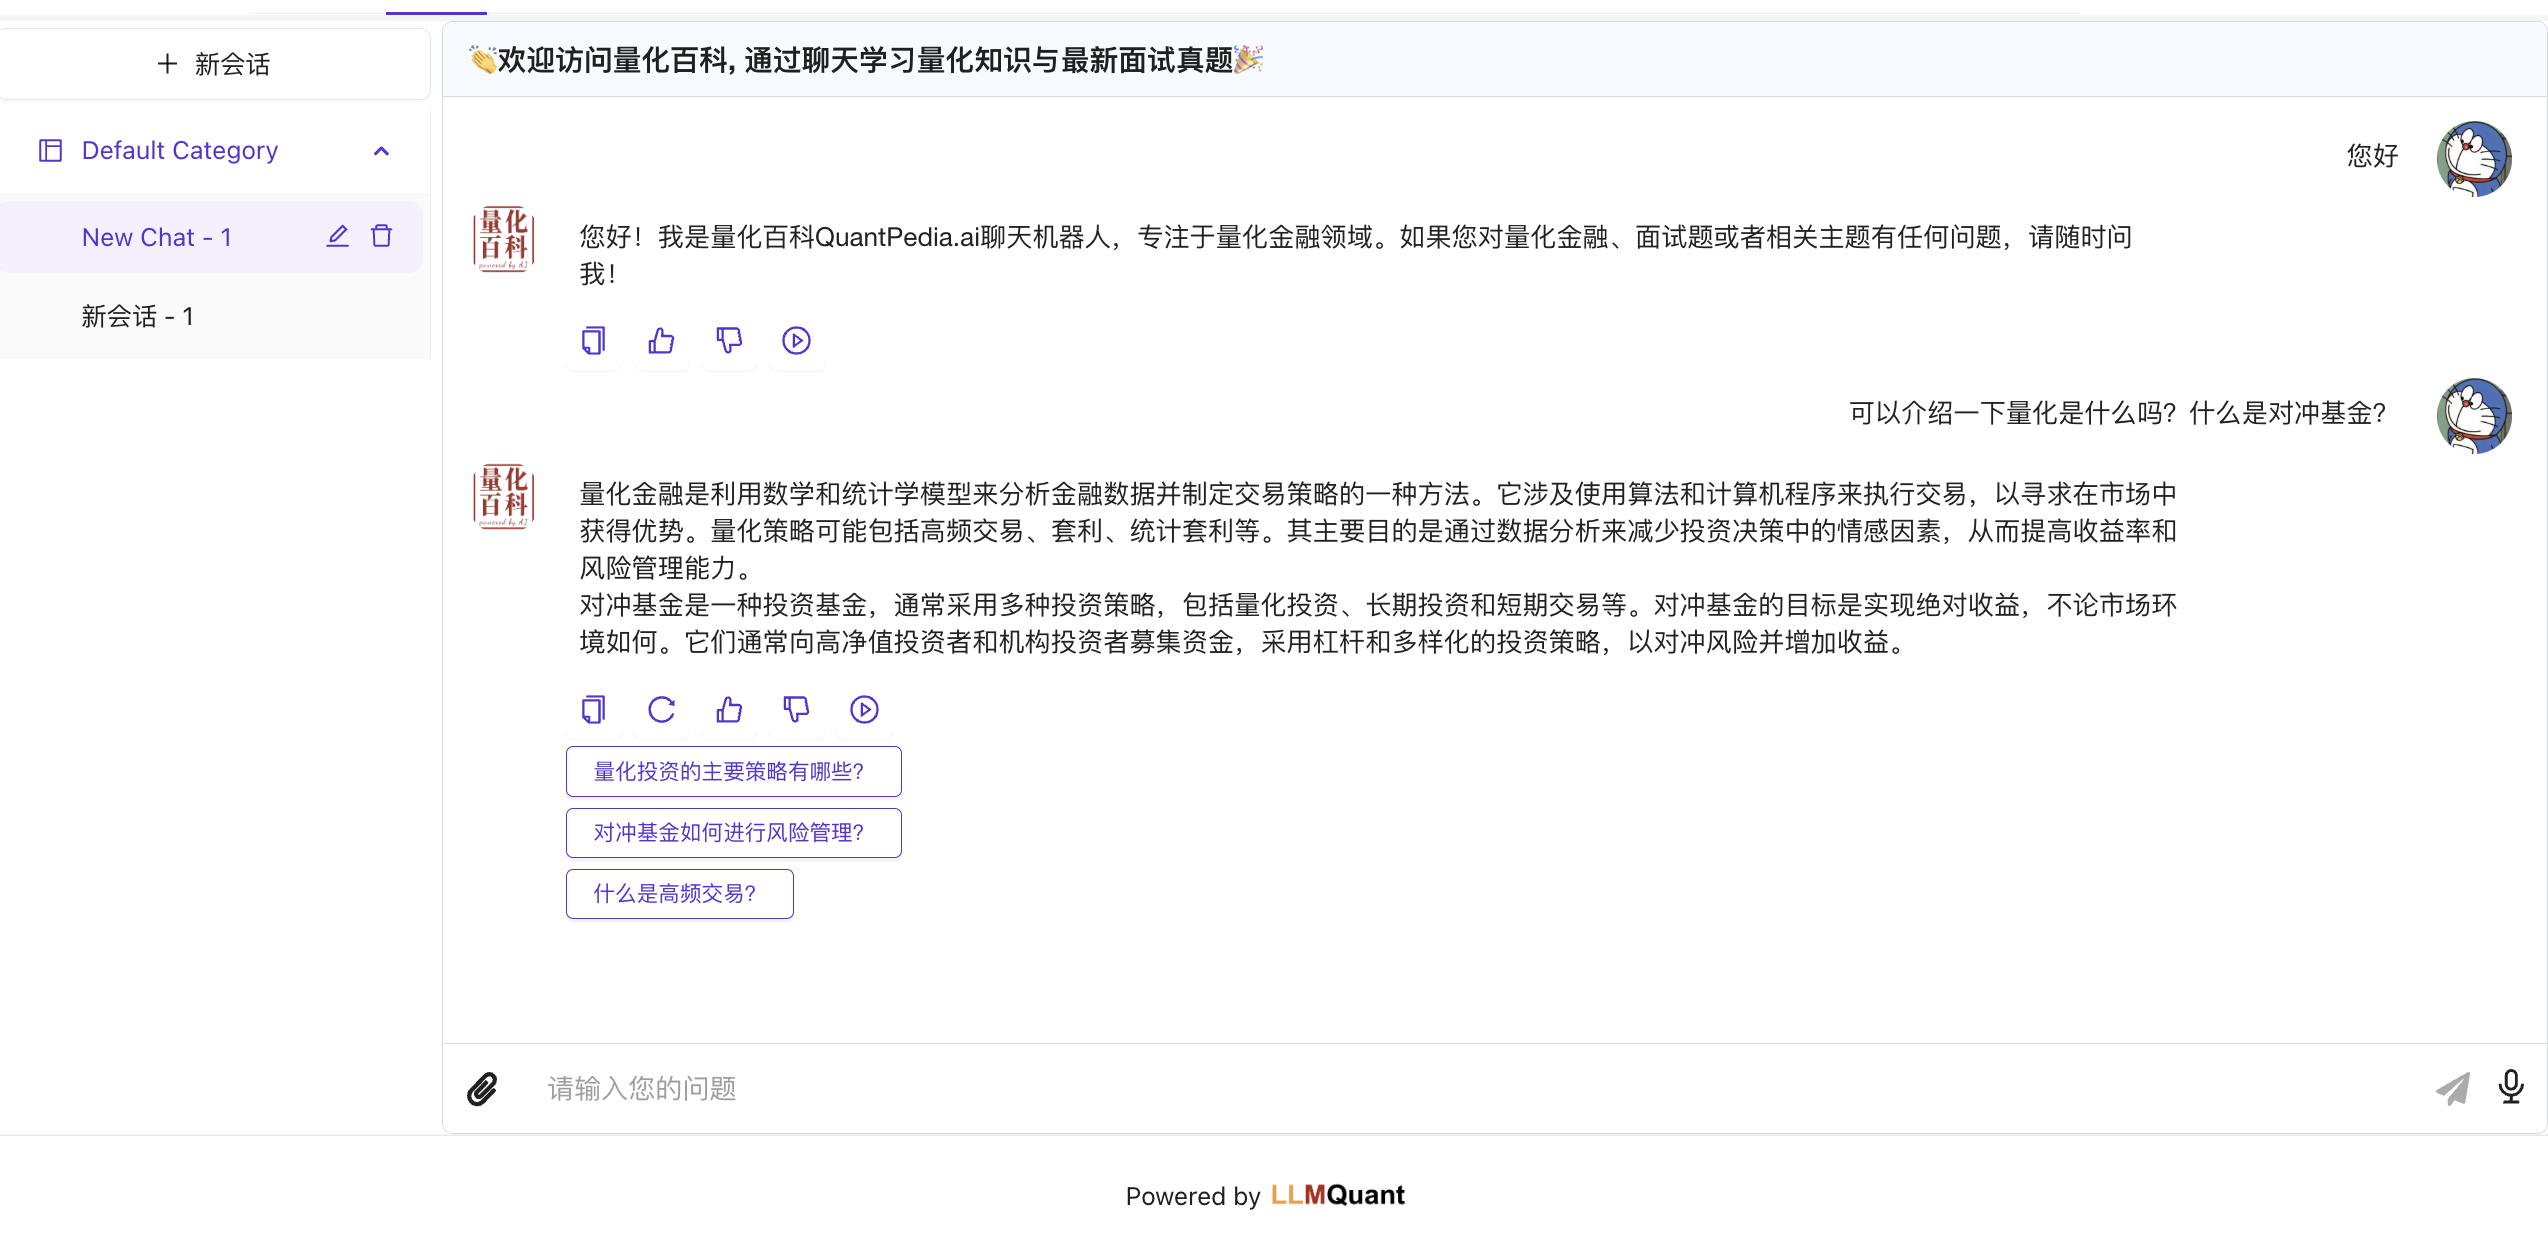 新会话
👏欢迎访问量化百科, 通过聊天学习量化知识与最新面试真题🎉
Default Category
New Chat - 1
新会话 - 1
您好
量化
百科
powered by AI
您好！我是量化百科QuantPedia.ai聊天机器人，专注于量化金融领域。如果您对量化金融、面试题或者相关主题有任何问题，请随时问
我！
可以介绍一下量化是什么吗？什么是对冲基金？
量化
百科
powered by AI
量化金融是利用数学和统计学模型来分析金融数据并制定交易策略的一种方法。它涉及使用算法和计算机程序来执行交易，以寻求在市场中
获得优势。量化策略可能包括高频交易、套利、统计套利等。其主要目的是通过数据分析来减少投资决策中的情感因素，从而提高收益率和
风险管理能力。
对冲基金是一种投资基金，通常采用多种投资策略，包括量化投资、长期投资和短期交易等。对冲基金的目标是实现绝对收益，不论市场环
境如何。它们通常向高净值投资者和机构投资者募集资金，采用杠杆和多样化的投资策略，以对冲风险并增加收益。
量化投资的主要策略有哪些？
对冲基金如何进行风险管理？
什么是高频交易？
请输入您的问题
Powered by LLMQuant